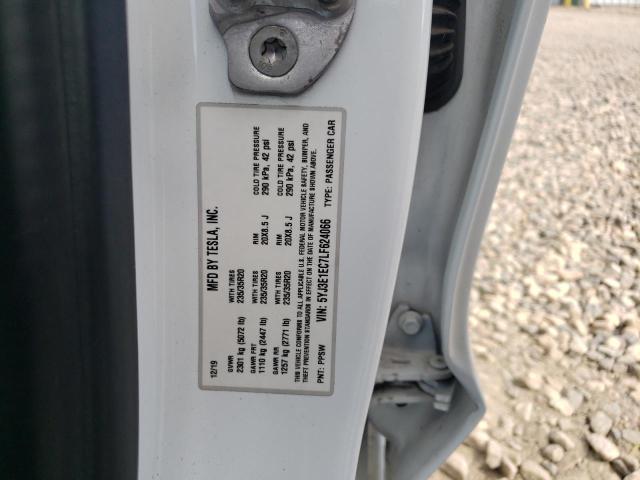 MFD BY TESLA, INC.
12/19
GVWR
2301 kg (5072 lb)
GAWR FRT WITH TIRES RIM COLD TIRE PRESSURE
1110 kg (2447 lb) 235/35R20 20X8.5 J 290 kPa, 42 psi
GAWR RR WITH TIRES RIM COLD TIRE PRESSURE
1257 kg (2771 lb) 235/35R20 20X8.5 J 290 kPa, 42 psi
THIS VEHICLE CONFORMS TO ALL APPLICABLE U.S. FEDERAL MOTOR VEHICLE SAFETY, BUMPER, AND
THEFT PREVENTION STANDARDS IN EFFECT ON THE DATE OF MANUFACTURE SHOWN ABOVE.
VIN: 5YJ3E1EC7LF624066
PNT: PPSW TYPE: PASSENGER CAR